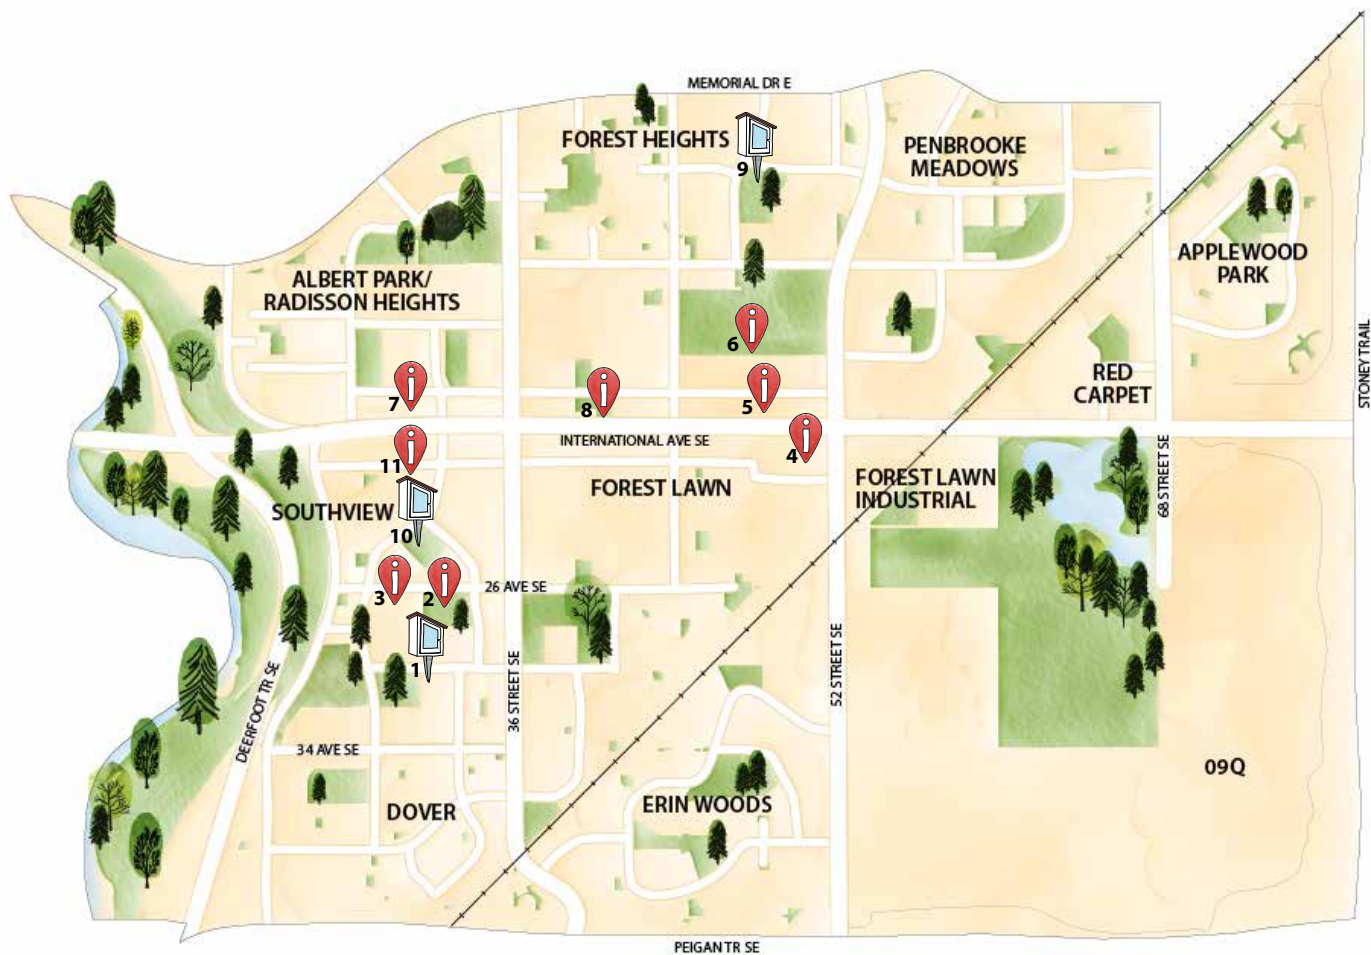 MEMORIAL DR E
FOREST HEIGHTS
9
PENBROOKE
MEADOWS
APPLEWOOD
PARK
ALBERT PARK/
RADISSON HEIGHTS
6
STONEY TRAIL
RED
CARPET
7
8
5
INTERNATIONAL AVE SE
4
11
FOREST LAWN
FOREST LAWN
INDUSTRIAL
68 STREET SE
SOUTHVIEW
10
3
2
26 AVE SE
1
36 STREET SE
52 STREET SE
DEERFOOT TR SE
34 AVE SE
09Q
DOVER
ERIN WOODS
PEIGAN TR SE